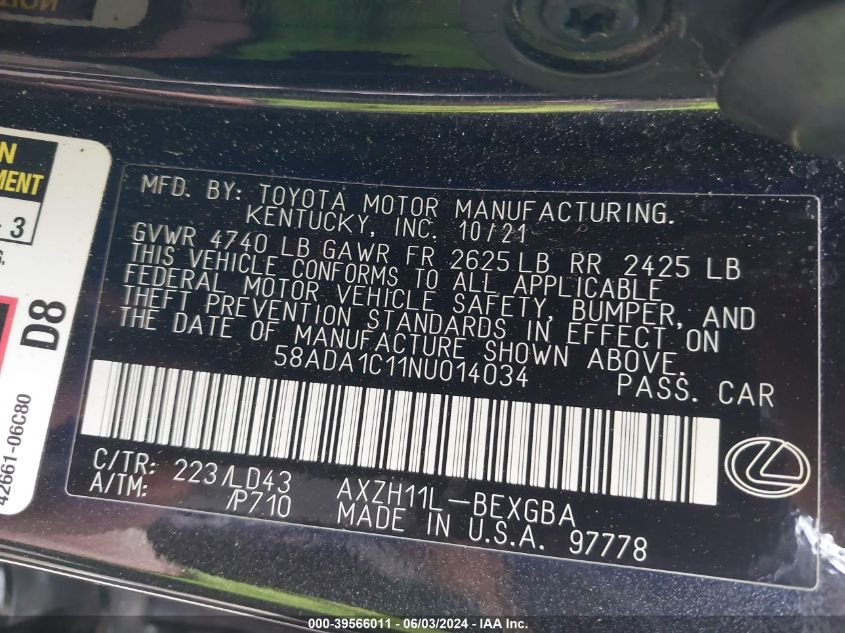 TION
N
EMENT
- 3
S.
D8
42661-06C80
MFD. BY: TOYOTA MOTOR MANUFACTURING.
KENTUCKY, INC. 10/21
GVWR 4740 LB GAWR FR 2625 LB RR 2425 LB
THIS VEHICLE CONFORMS TO ALL APPLICABLE
FEDERAL MOTOR VEHICLE SAFETY, BUMPER, AND
THEFT PREVENTION STANDARDS IN EFFECT ON
THE DATE OF MANUFACTURE SHOWN ABOVE.
58ADA1C11NU014034 PASS. CAR
C/TR: 223/LD43 AXZH11L-BEXGBA
A/TM: /P710 MADE IN U.S.A. 97778
000-39566011 - 06/03/2024 - IAA Inc.